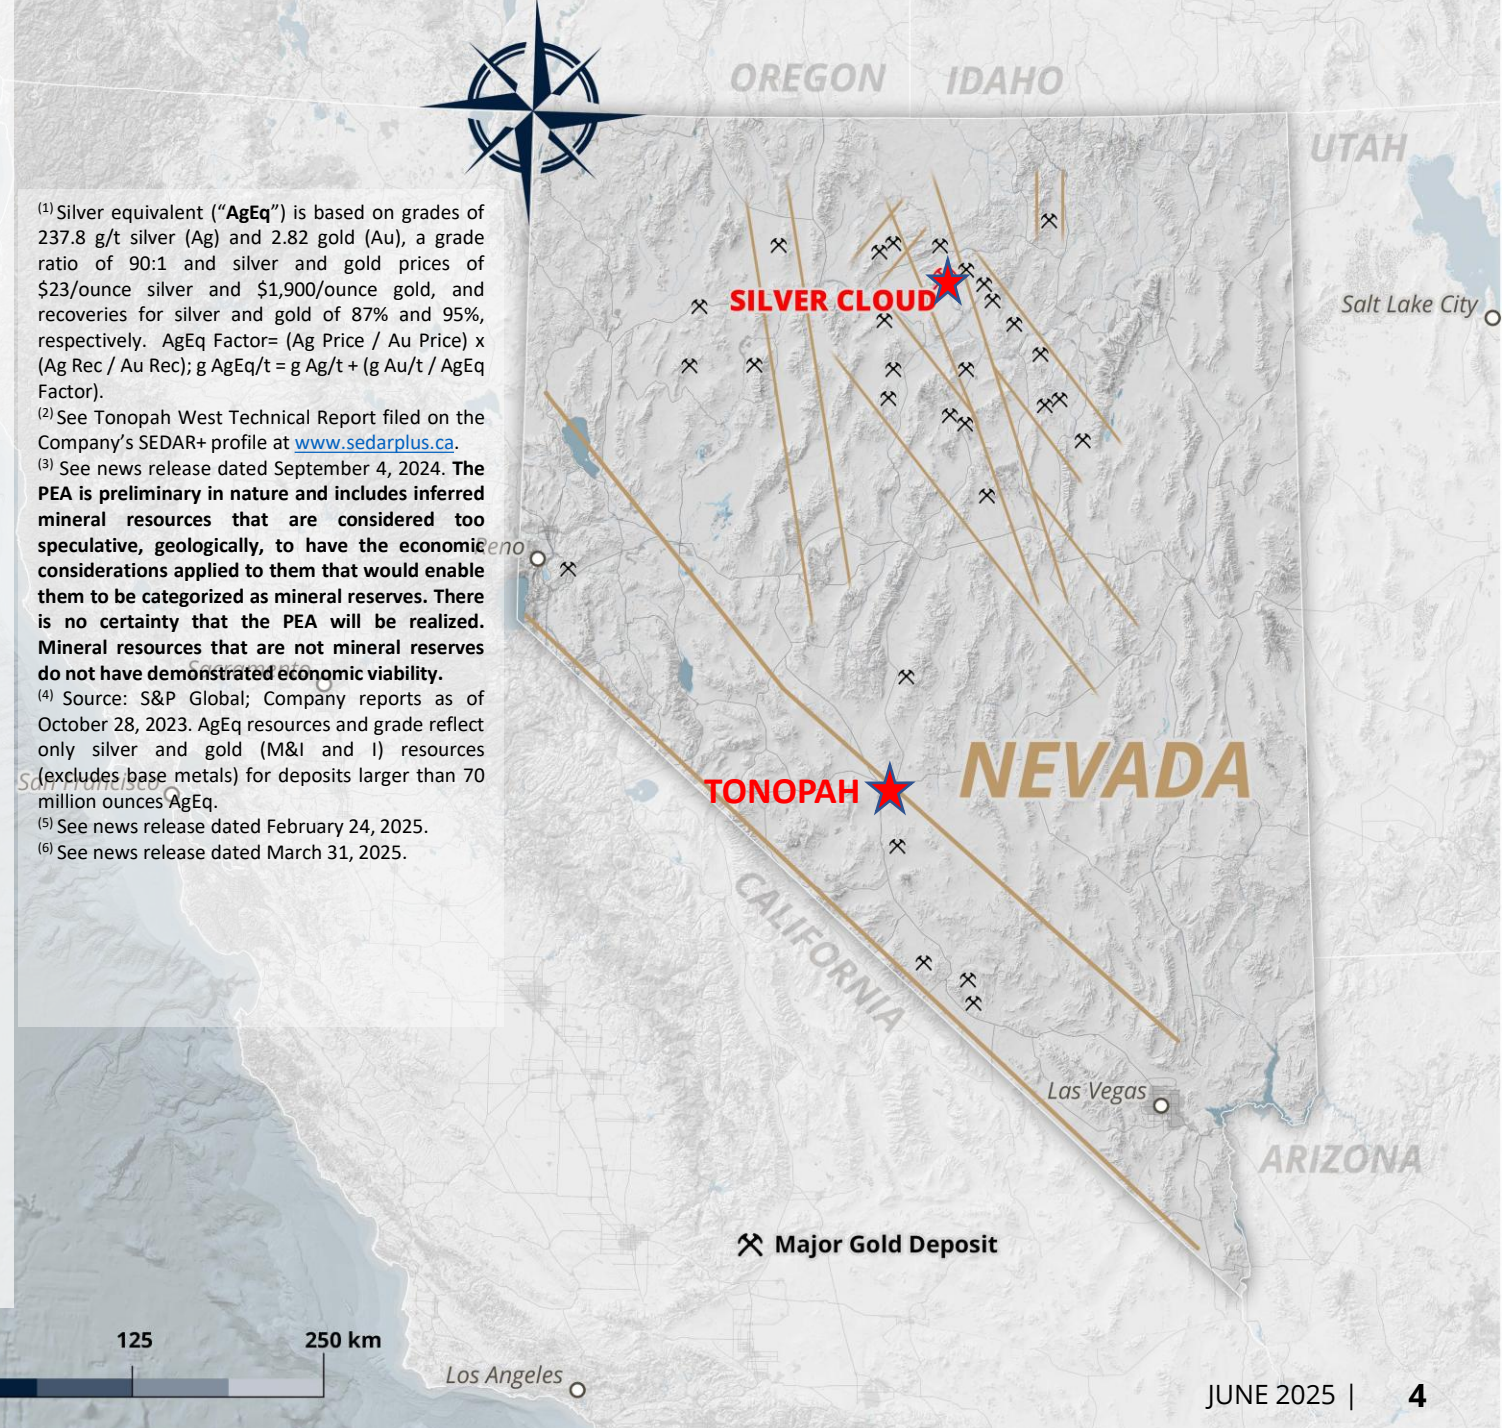 OREGON
IDAHO
UTAH
(1) Silver equivalent (“AgEq”) is based on grades of
237.8 g/t silver (Ag) and 2.82 gold (Au), a grade
ratio of 90:1 and silver and gold prices of
$23/ounce silver and $1,900/ounce gold, and
recoveries for silver and gold of 87% and 95%,
respectively. AgEq Factor= (Ag Price / Au Price) x
(Ag Rec / Au Rec); g AgEq/t = g Ag/t + (g Au/t / AgEq
Factor).
(2) See Tonopah West Technical Report filed on the
Company’s SEDAR+ profile at www.sedarplus.ca.
(3) See news release dated September 4, 2024. The
PEA is preliminary in nature and includes inferred
mineral resources that are considered too
speculative, geologically, to have the economic
considerations applied to them that would enable
them to be categorized as mineral reserves. There
is no certainty that the PEA will be realized.
Mineral resources that are not mineral reserves
do not have demonstrated economic viability.
(4) Source: S&P Global; Company reports as of
October 28, 2023. AgEq resources and grade reflect
only silver and gold (M&I and I) resources
(excludes base metals) for deposits larger than 70
million ounces AgEq.
(5) See news release dated February 24, 2025.
(6) See news release dated March 31, 2025.
SILVER CLOUD
Salt Lake City
Reno
Sacramento
San Francisco
TONOPAH
NEVADA
CALIFORNIA
Las Vegas
ARIZONA
Major Gold Deposit
125
250 km
Los Angeles
JUNE 2025 | 4